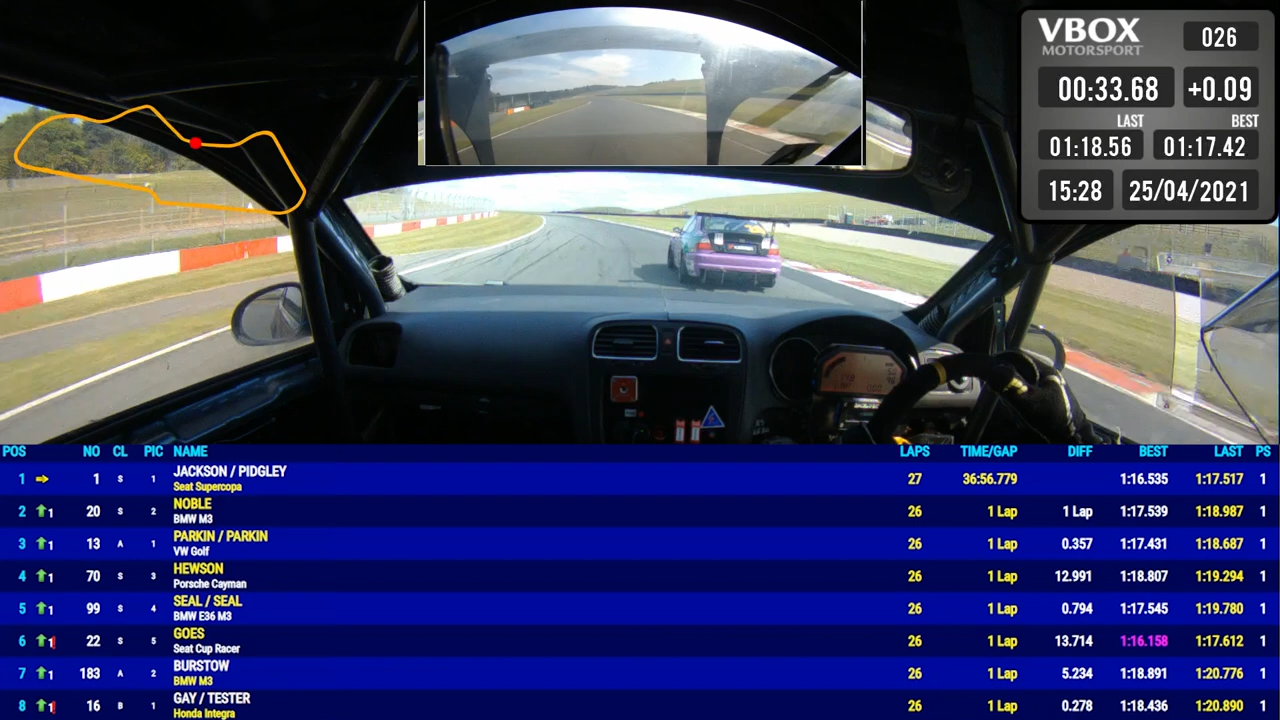 VBOX
MOTORSPORT
026
00:33.68 +0.09
LAST BEST
01:18.56 01:17.42
15:28 25/04/2021
POS NO CL PIC NAME LAPS TIME/GAP DIFF BEST LAST PS
1 1 S 1 JACKSON / PIDGLEY 27 36:56.779 1:16.535 1:17.517 1
Seat Supercopa
2 1 20 S 2 NOBLE 26 1 Lap 1 Lap 1:17.539 1:18.987 1
BMW M3
3 1 13 A 1 PARKIN / PARKIN 26 1 Lap 0.357 1:17.431 1:18.687 1
VW Golf
4 1 70 S 3 HEWSON 26 1 Lap 12.991 1:18.807 1:19.294 1
Porsche Cayman
5 1 99 S 4 SEAL / SEAL 26 1 Lap 0.794 1:17.545 1:19.780 1
BMW E36 M3
6 1 22 S 5 GOES 26 1 Lap 13.714 1:16.158 1:17.612 1
Seat Cup Racer
7 1 183 A 2 BURSTOW 26 1 Lap 5.234 1:18.891 1:20.776 1
BMW M3
8 1 16 B 1 GAY / TESTER 26 1 Lap 0.278 1:18.436 1:20.890 1
Honda Integra